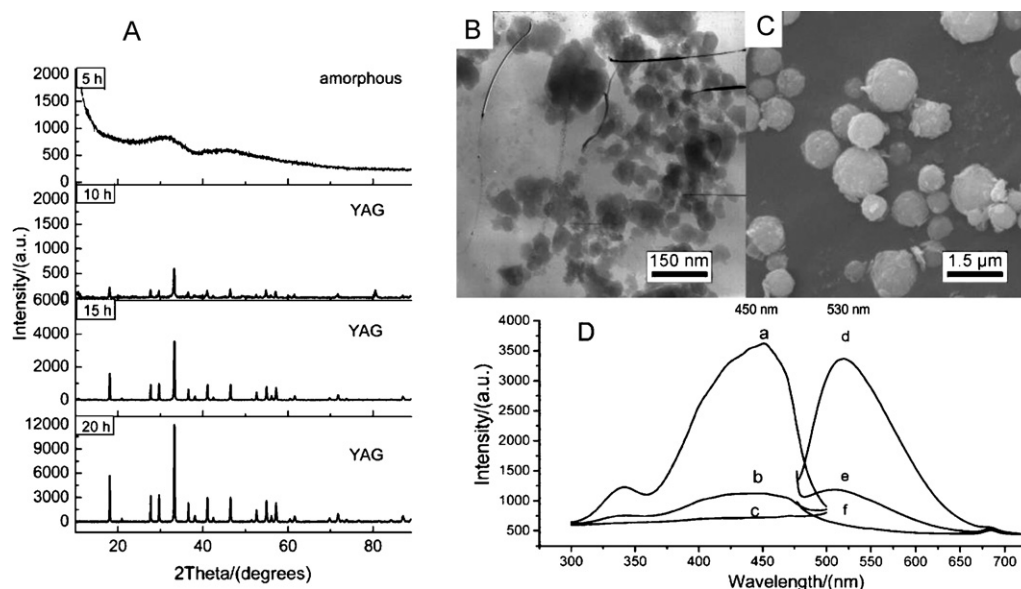 A
B
C
2000
5 h
amorphous
1500
1000
500
0
2000
10 h
YAG
1500
1000
500
0
6000
15 h
YAG
4000
2000
0
12000
20 h
YAG
9000
6000
3000
0
20 40 60 80
2Theta/(degrees)
Intensity/(a.u.)
150 nm
1.5 µm
450 nm 530 nm
D
4000
3500
3000
2500
2000
1500
1000
500
a
b
c
d
e
f
300 350 400 450 500 550 600 650 700
Wavelength/(nm)
Intensity/(a.u.)